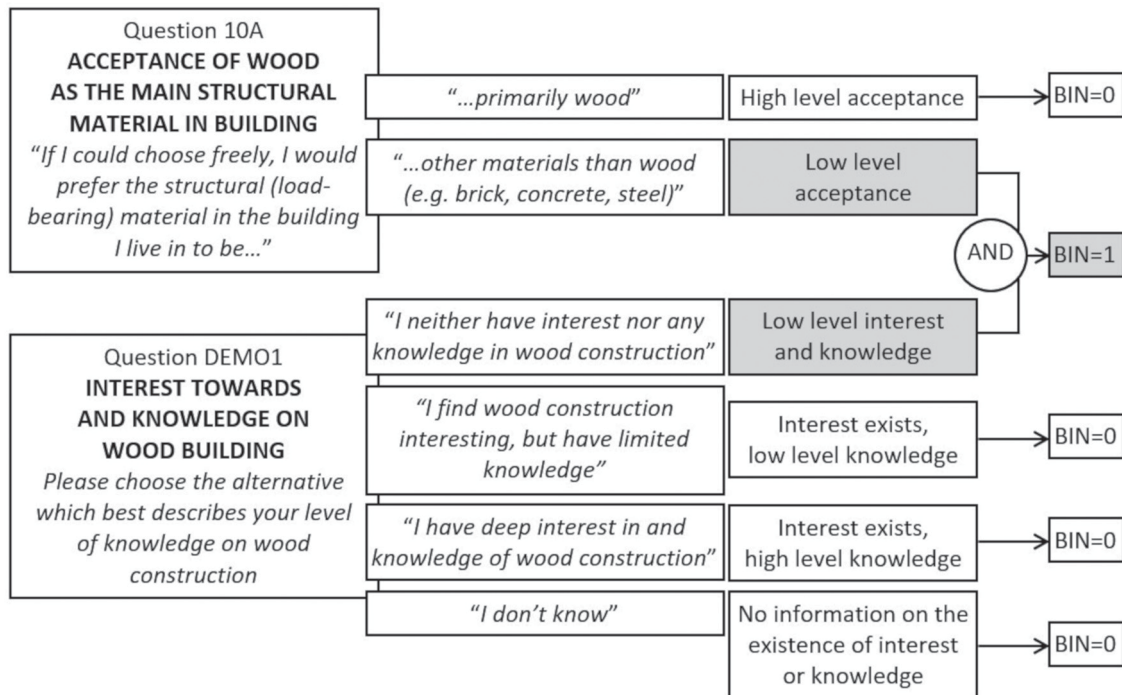 Question 10A
ACCEPTANCE OF WOOD
AS THE MAIN STRUCTURAL
MATERIAL IN BUILDING
“If I could choose freely, I would
prefer the structural (load-
bearing) material in the building
I live in to be…”
“…primarily wood”
High level acceptance
BIN=0
“…other materials than wood
(e.g. brick, concrete, steel)”
Low level
acceptance
AND
BIN=1
“I neither have interest nor any
knowledge in wood construction”
Low level interest
and knowledge
Question DEMO1
INTEREST TOWARDS
AND KNOWLEDGE ON
WOOD BUILDING
Please choose the alternative
which best describes your level
of knowledge on wood
construction
“I find wood construction
interesting, but have limited
knowledge”
Interest exists,
low level knowledge
BIN=0
“I have deep interest in and
knowledge of wood construction”
Interest exists,
high level knowledge
BIN=0
“I don’t know”
No information on the
existence of interest
or knowledge
BIN=0